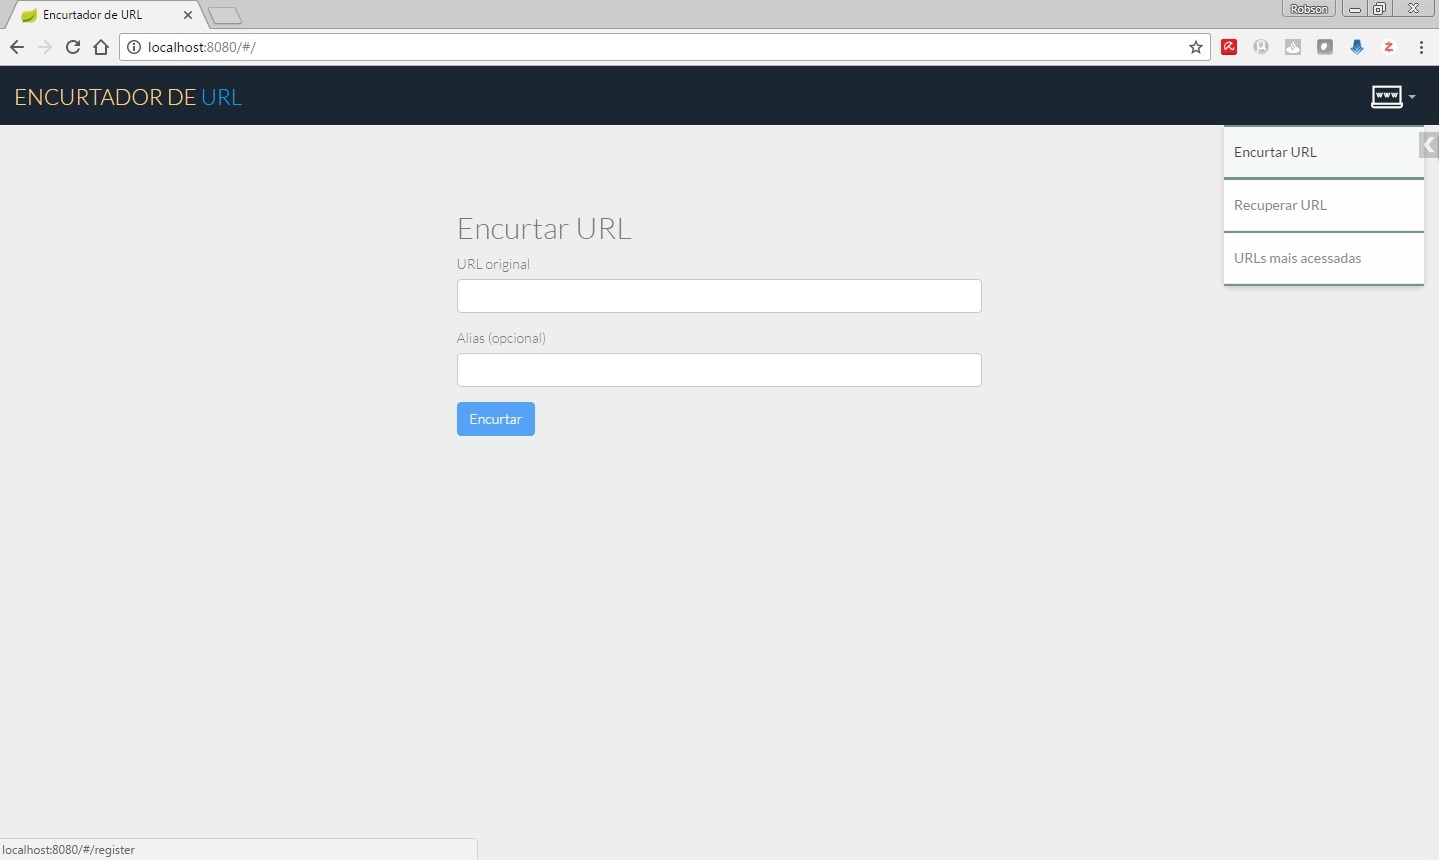 Encurtador de URL
Robson
localhost:8080/#/
ENCURTADOR DE URL
www
Encurtar URL
Recuperar URL
URLs mais acessadas
Encurtar URL
URL original
Alias (opcional)
Encurtar
localhost:8080/#/register